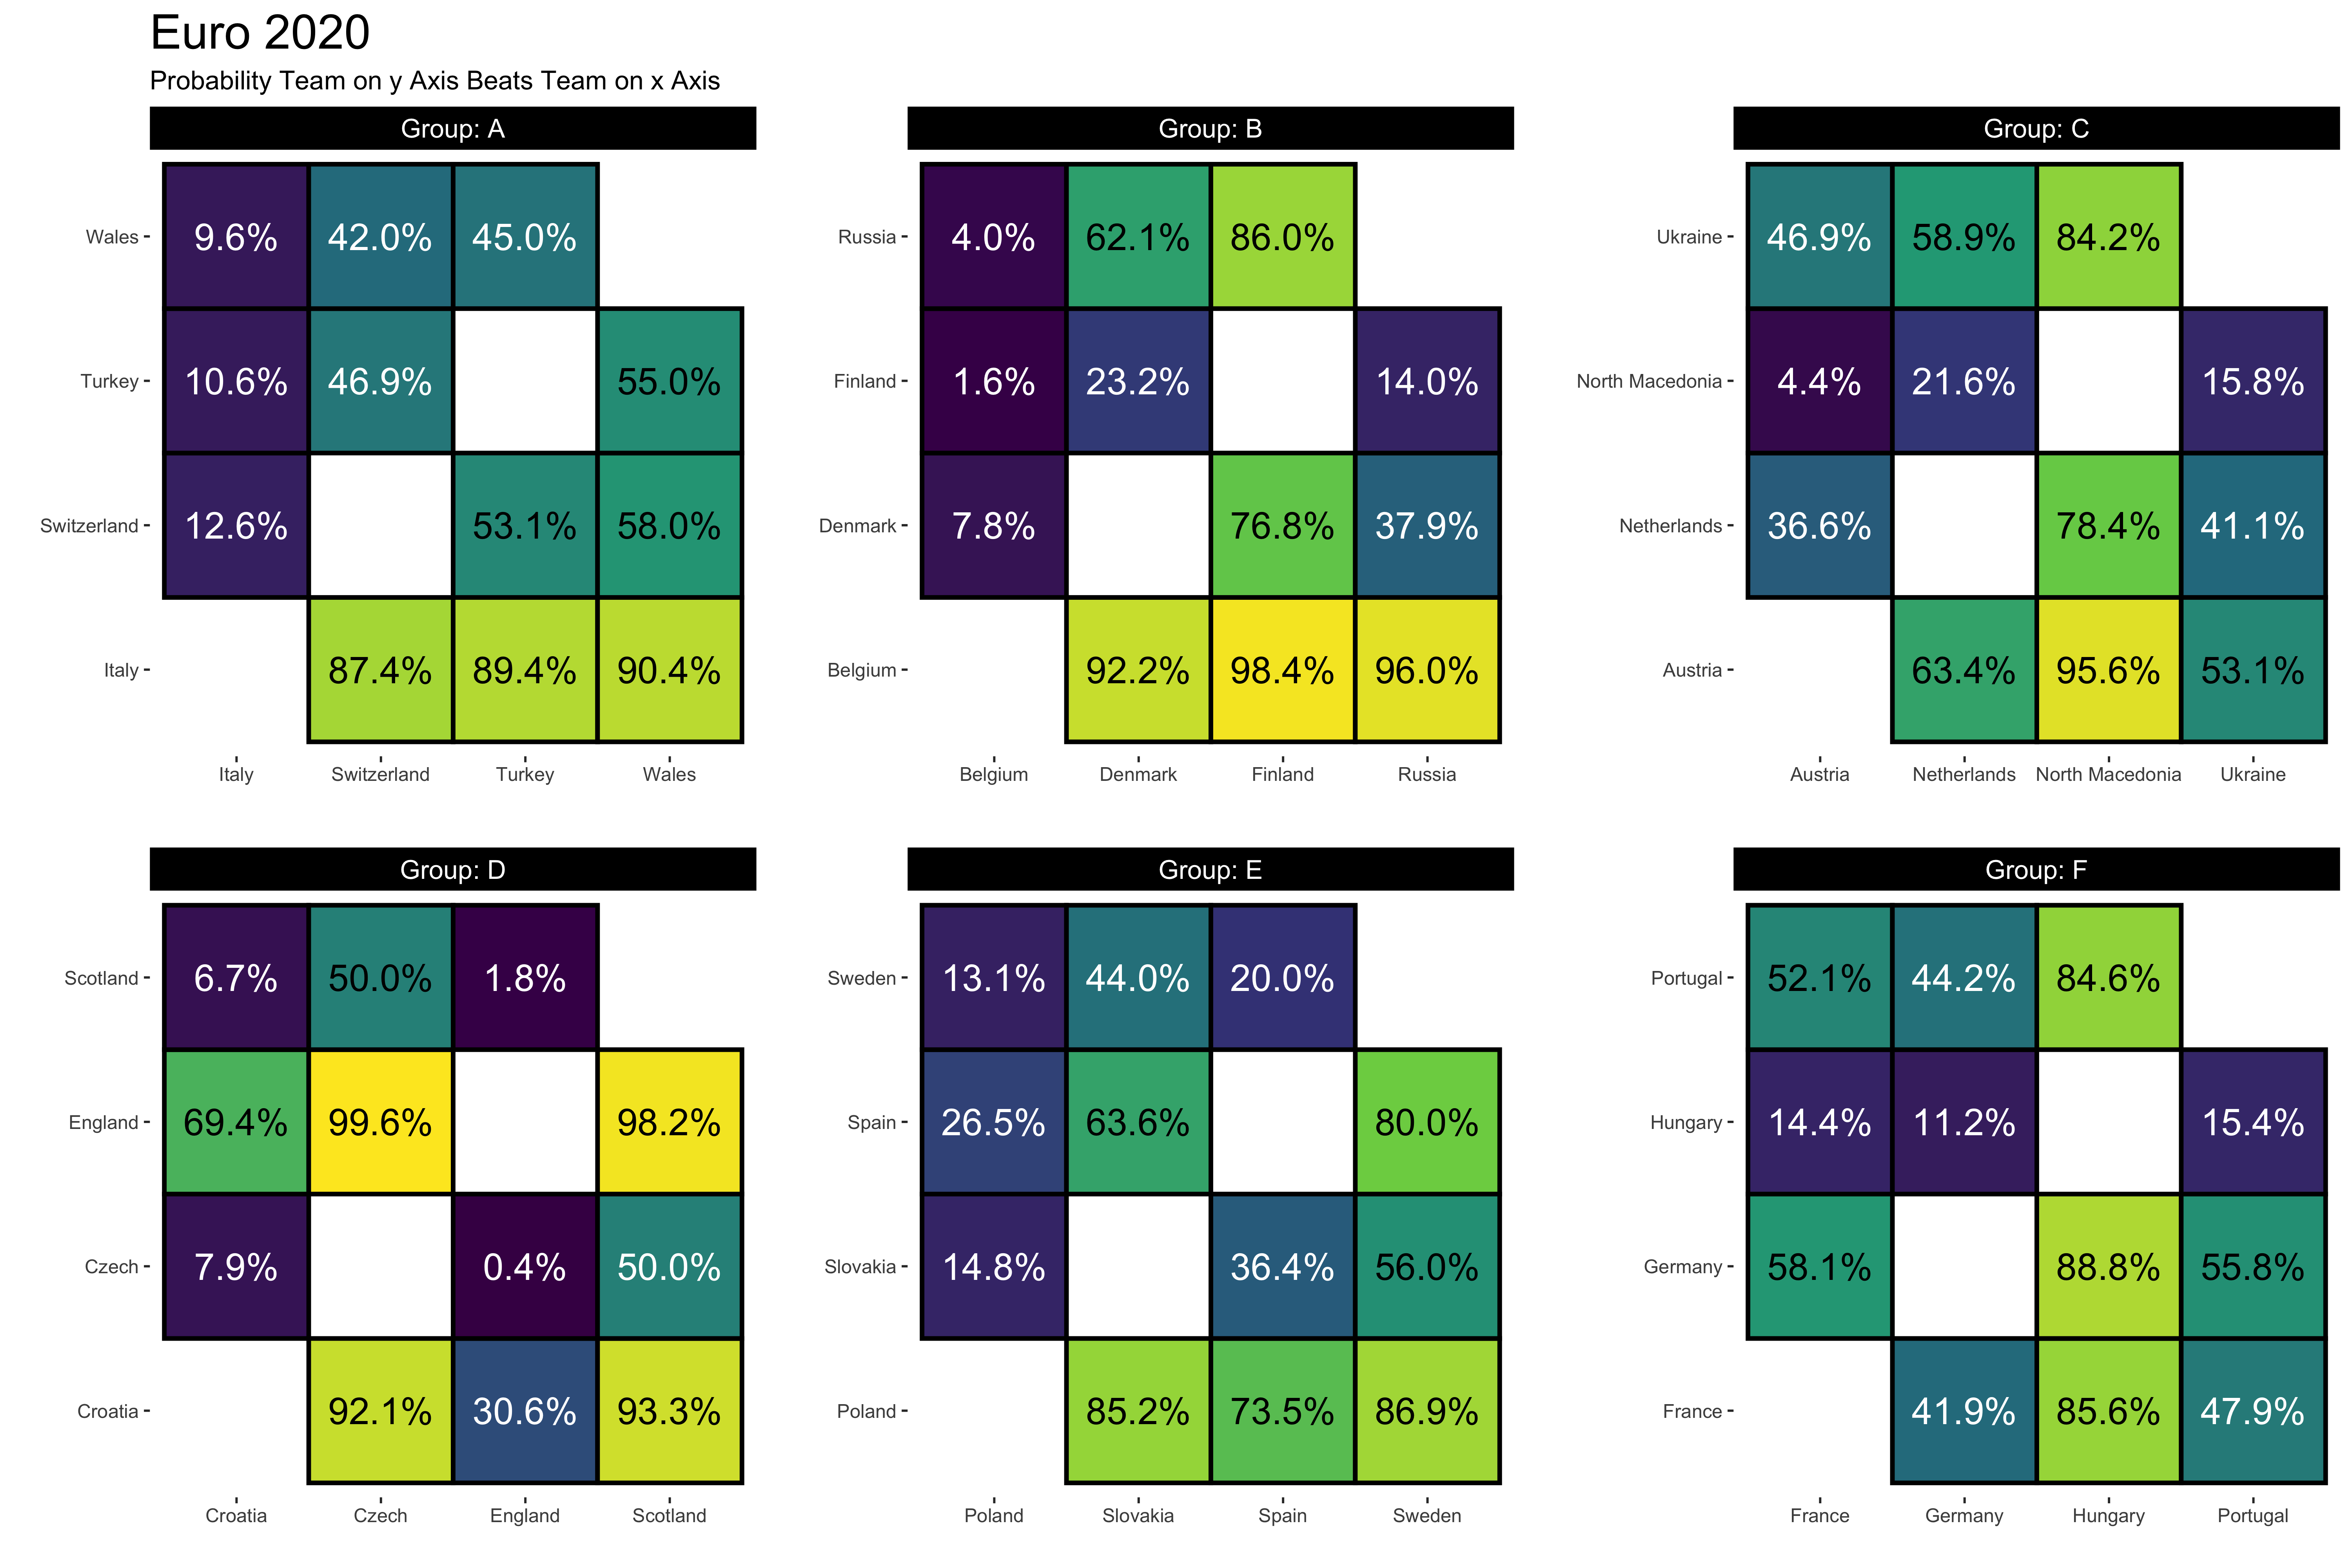 Euro 2020
Probability Team on y Axis Beats Team on x Axis
Group: A
Wales 9.6% 42.0% 45.0%
Turkey 10.6% 46.9% 55.0%
Switzerland 12.6% 53.1% 58.0%
Italy 87.4% 89.4% 90.4%
Italy Switzerland Turkey Wales
Group: B
Russia 4.0% 62.1% 86.0%
Finland 1.6% 23.2% 14.0%
Denmark 7.8% 76.8% 37.9%
Belgium 92.2% 98.4% 96.0%
Belgium Denmark Finland Russia
Group: C
Ukraine 46.9% 58.9% 84.2%
North Macedonia 4.4% 21.6% 15.8%
Netherlands 36.6% 78.4% 41.1%
Austria 63.4% 95.6% 53.1%
Austria Netherlands North Macedonia Ukraine
Group: D
Scotland 6.7% 50.0% 1.8%
England 69.4% 99.6% 98.2%
Czech 7.9% 0.4% 50.0%
Croatia 92.1% 30.6% 93.3%
Croatia Czech England Scotland
Group: E
Sweden 13.1% 44.0% 20.0%
Spain 26.5% 63.6% 80.0%
Slovakia 14.8% 36.4% 56.0%
Poland 85.2% 73.5% 86.9%
Poland Slovakia Spain Sweden
Group: F
Portugal 52.1% 44.2% 84.6%
Hungary 14.4% 11.2% 15.4%
Germany 58.1% 88.8% 55.8%
France 41.9% 85.6% 47.9%
France Germany Hungary Portugal